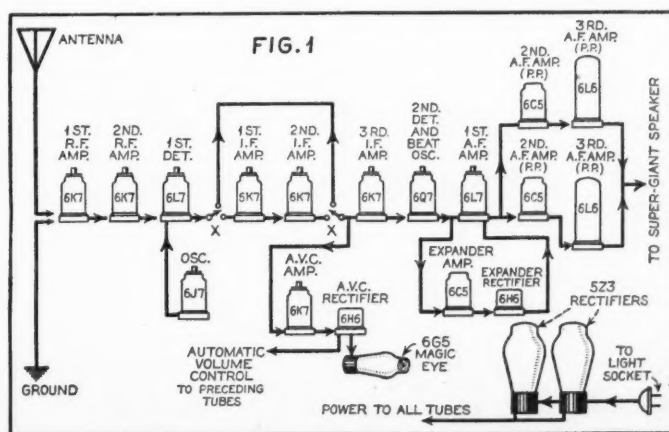 FIG.1
ANTENNA
GROUND
1ST.
R.F.
AMP.
6K7
2ND.
R.F.
AMP.
6K7
1ST.
DET.
6L7
OSC.
6J7
X
1ST.
I.F.
AMP.
6K7
2ND.
I.F.
AMP.
6K7
X
3RD.
I.F.
AMP.
6K7
2ND.
DET.
AND
BEAT
OSC.
6Q7
1ST.
A.F.
AMP.
6L7
2ND.
A.F. AMP.
(P.P.)
6C5
3RD.
A.F. AMP.
(P.P.)
6L6
2ND.
A.F. AMP.
(P.P.)
6C5
3RD.
A.F. AMP.
(P.P.)
6L6
TO SUPER-GIANT SPEAKER
A.V.C.
AMP.
6K7
A.V.C.
RECTIFIER
6H6
EXPANDER
AMP.
6C5
EXPANDER
RECTIFIER
6H6
AUTOMATIC
VOLUME
CONTROL
TO PRECEDING
TUBES
6G5
MAGIC
EYE
5Z3
RECTIFIERS
TO
LIGHT
SOCKET
POWER TO ALL TUBES